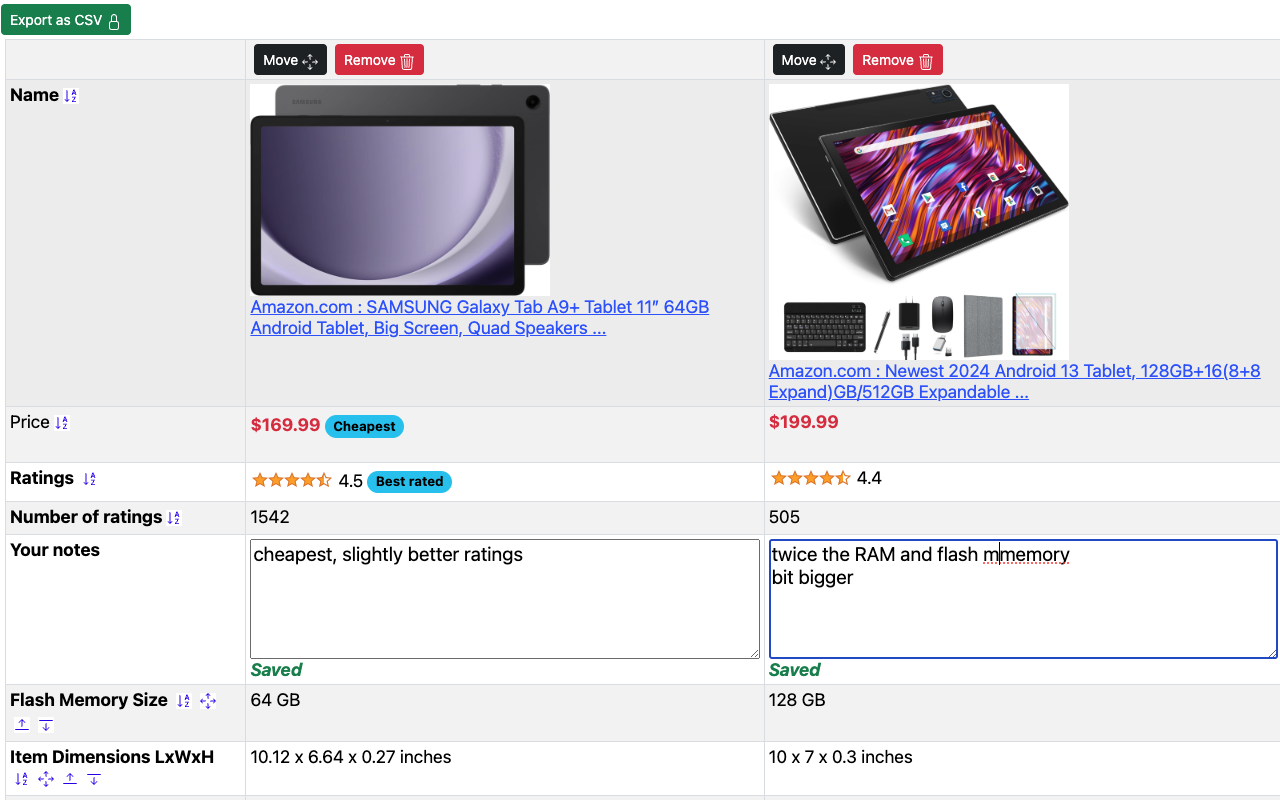 Export as CSV
Move Remove Move Remove
Name
SAMSUNG
Amazon.com : SAMSUNG Galaxy Tab A9+ Tablet 11” 64GB
Android Tablet, Big Screen, Quad Speakers ...
Amazon.com : Newest 2024 Android 13 Tablet, 128GB+16(8+8
Expand)GB/512GB Expandable ...
Price $169.99 Cheapest $199.99
Ratings 4.5 Best rated 4.4
Number of ratings 1542 505
Your notes cheapest, slightly better ratings twice the RAM and flash mmemory
bit bigger
Saved Saved
Flash Memory Size 64 GB 128 GB
Item Dimensions LxWxH 10.12 x 6.64 x 0.27 inches 10 x 7 x 0.3 inches